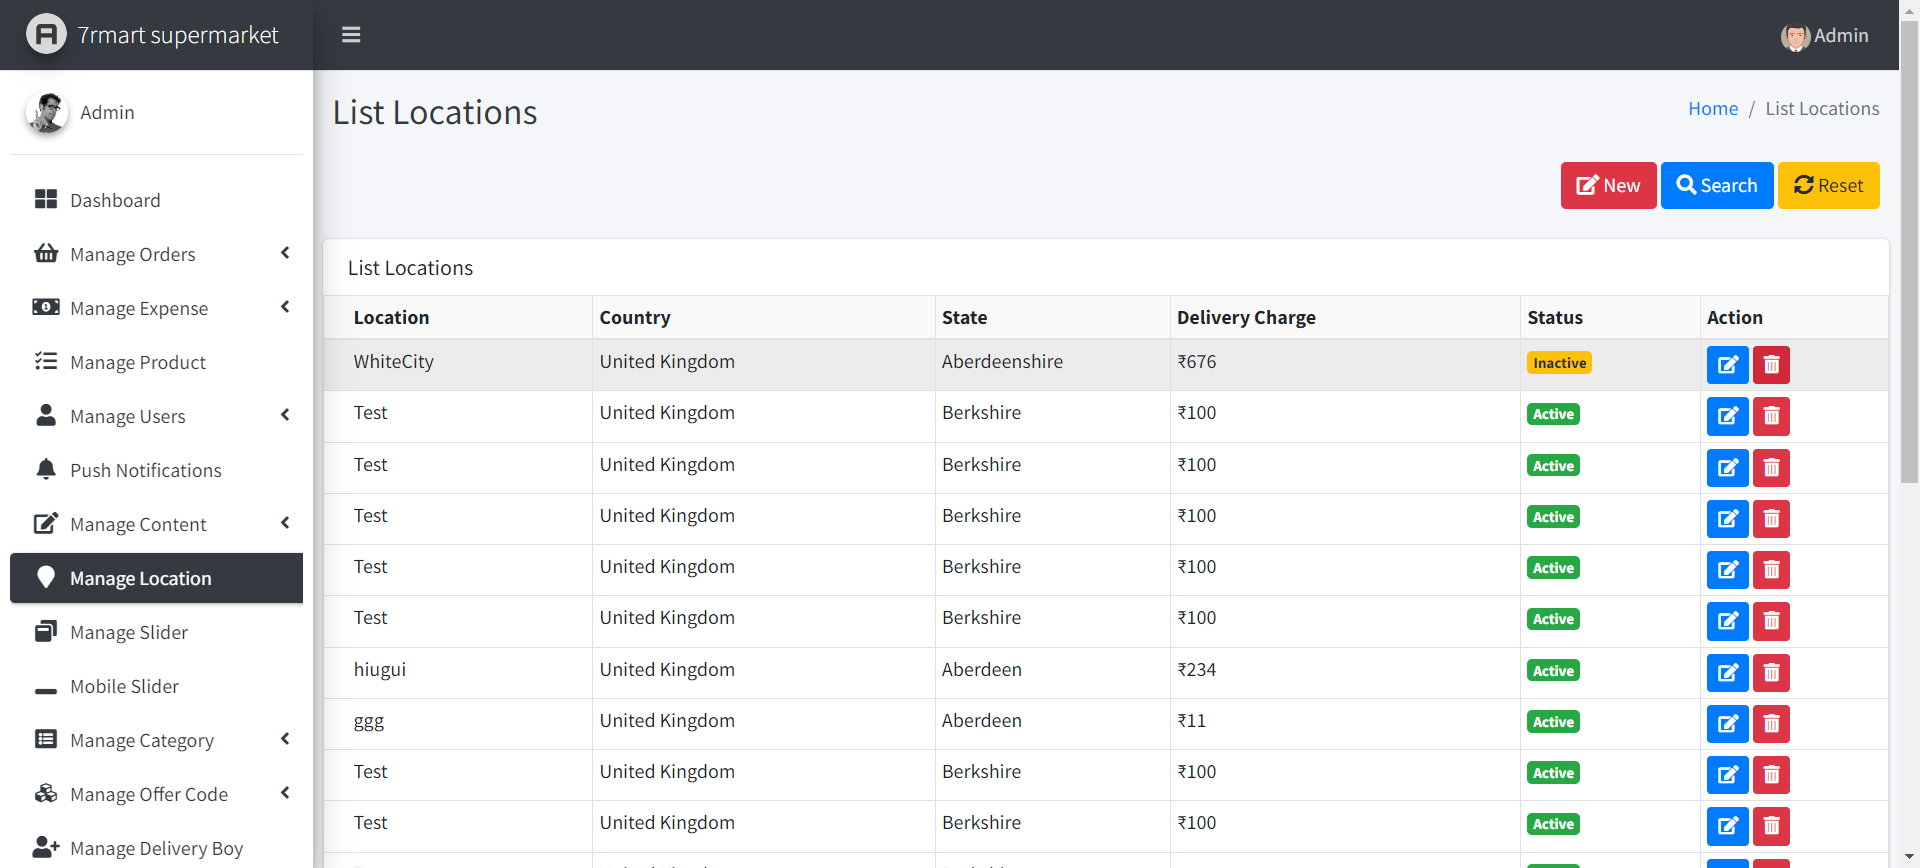 7rmart supermarket
Admin
Admin
Dashboard
Manage Orders
Manage Expense
Manage Product
Manage Users
Push Notifications
Manage Content
Manage Location
Manage Slider
Mobile Slider
Manage Category
Manage Offer Code
Manage Delivery Boy
List Locations
Home / List Locations
New Search Reset
List Locations
Location Country State Delivery Charge Status Action
WhiteCity United Kingdom Aberdeenshire ₹676 Inactive
Test United Kingdom Berkshire ₹100 Active
Test United Kingdom Berkshire ₹100 Active
Test United Kingdom Berkshire ₹100 Active
Test United Kingdom Berkshire ₹100 Active
Test United Kingdom Berkshire ₹100 Active
hiugui United Kingdom Aberdeen ₹234 Active
ggg United Kingdom Aberdeen ₹11 Active
Test United Kingdom Berkshire ₹100 Active
Test United Kingdom Berkshire ₹100 Active